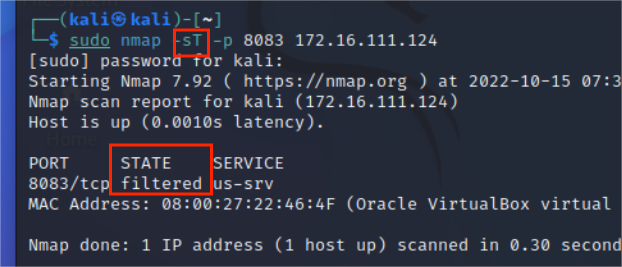 ┌──(kali㉿kali)-[~]
└─$ sudo nmap -sT -p 8083 172.16.111.124
[sudo] password for kali:
Starting Nmap 7.92 ( https://nmap.org ) at 2022-10-15 07:3
Nmap scan report for kali (172.16.111.124)
Host is up (0.0010s latency).
PORT STATE SERVICE
8083/tcp filtered us-srv
MAC Address: 08:00:27:22:46:4F (Oracle VirtualBox virtual
Nmap done: 1 IP address (1 host up) scanned in 0.30 second